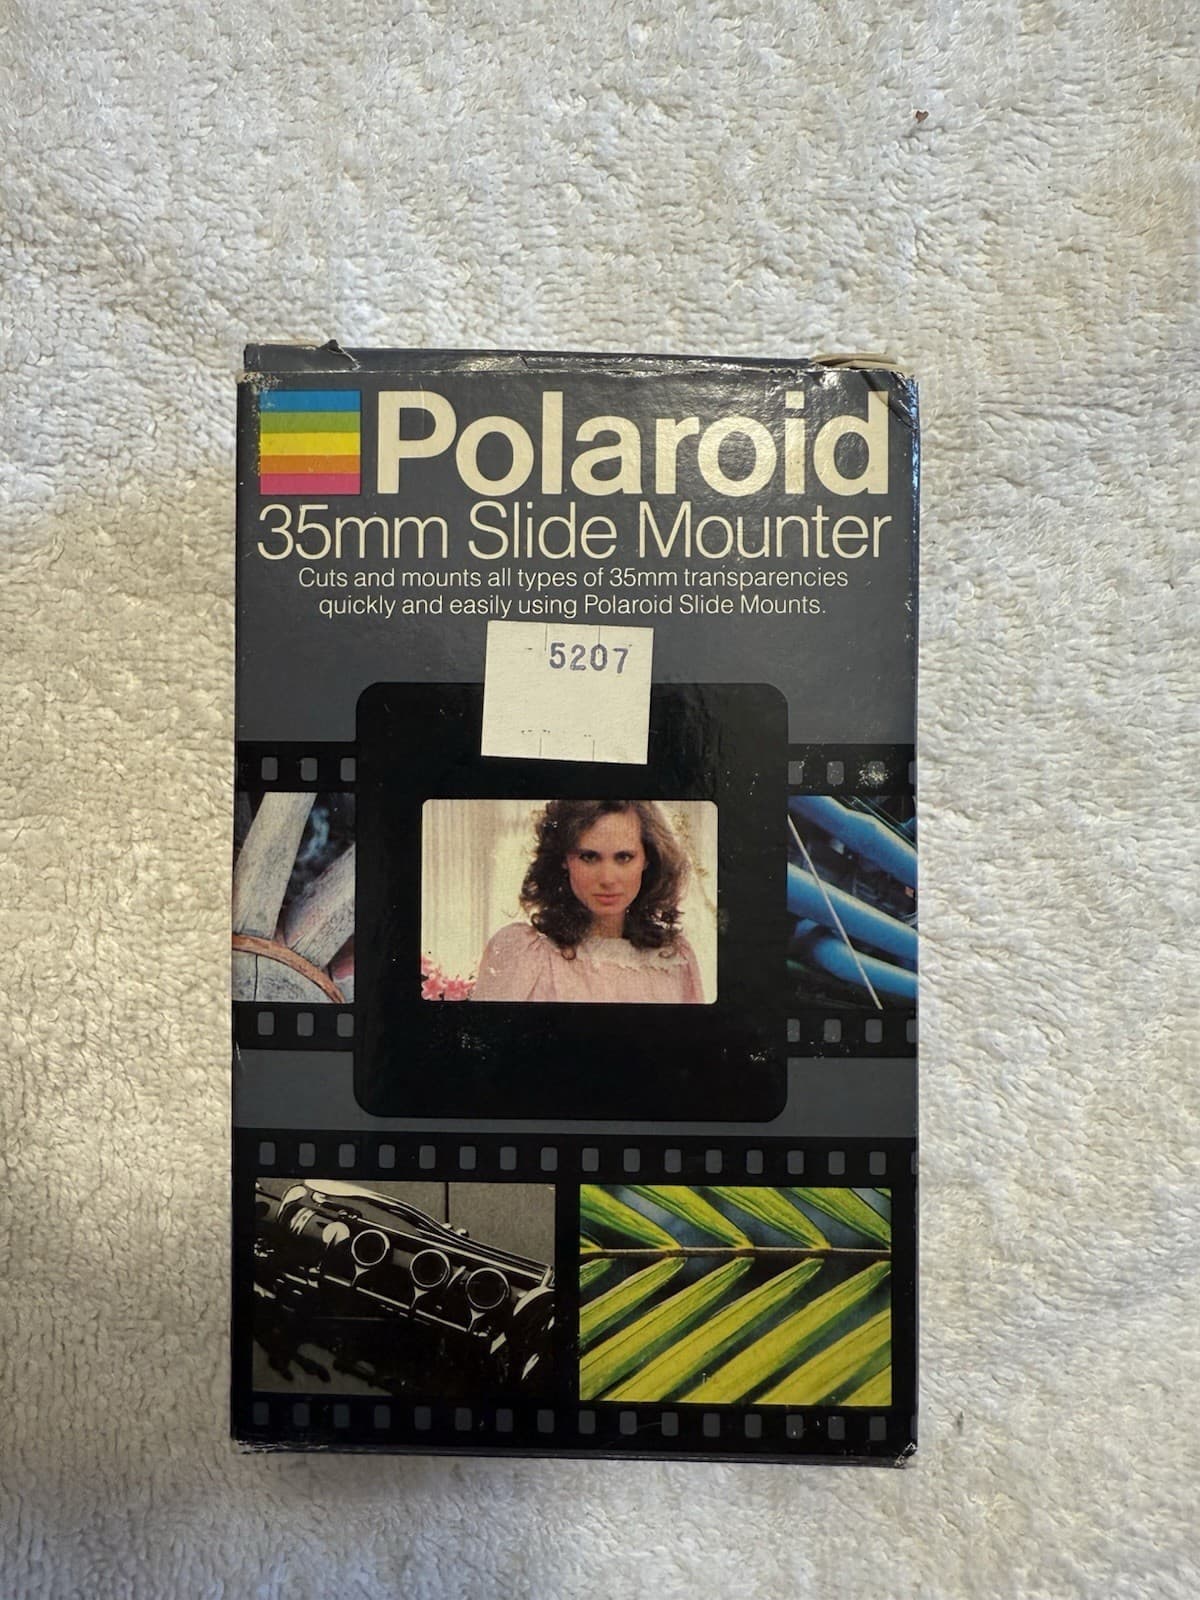 Polaroid
35mm Slide Mounter
Cuts and mounts all types of 35mm transparencies
quickly and easily using Polaroid Slide Mounts.
5207